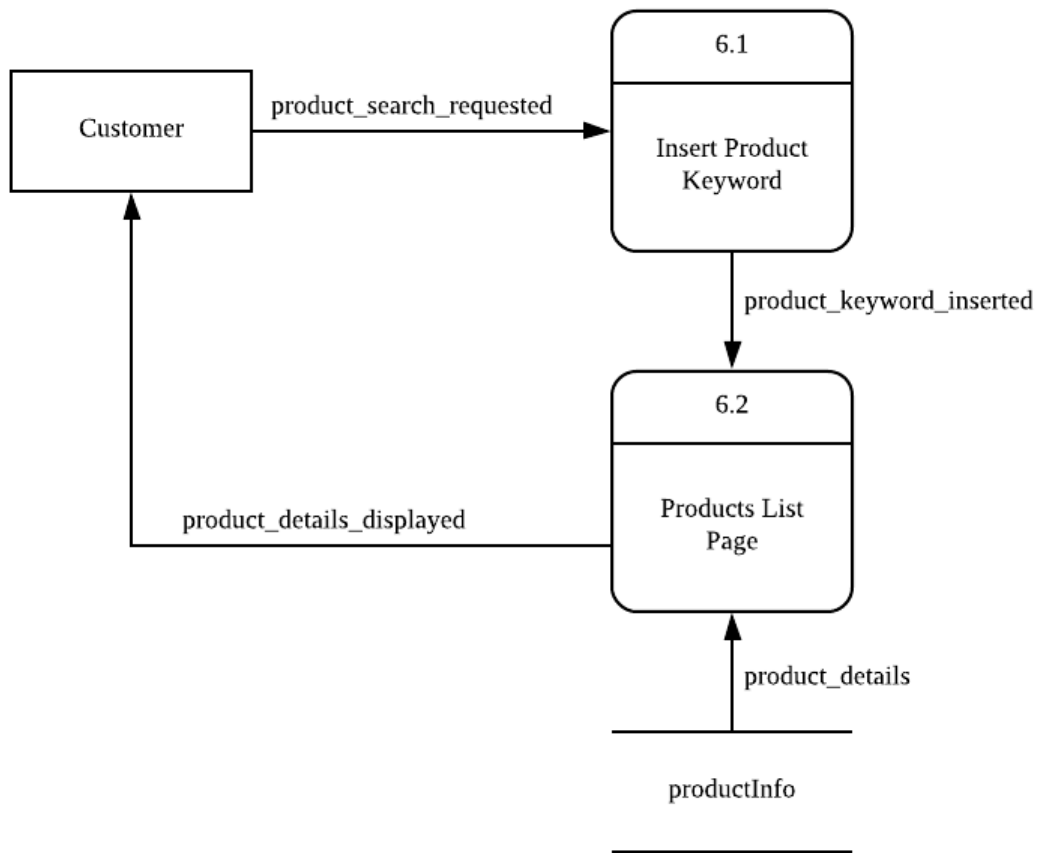 6.1
Customer
product_search_requested
Insert Product
Keyword
product_keyword_inserted
6.2
Products List
Page
product_details_displayed
product_details
productInfo